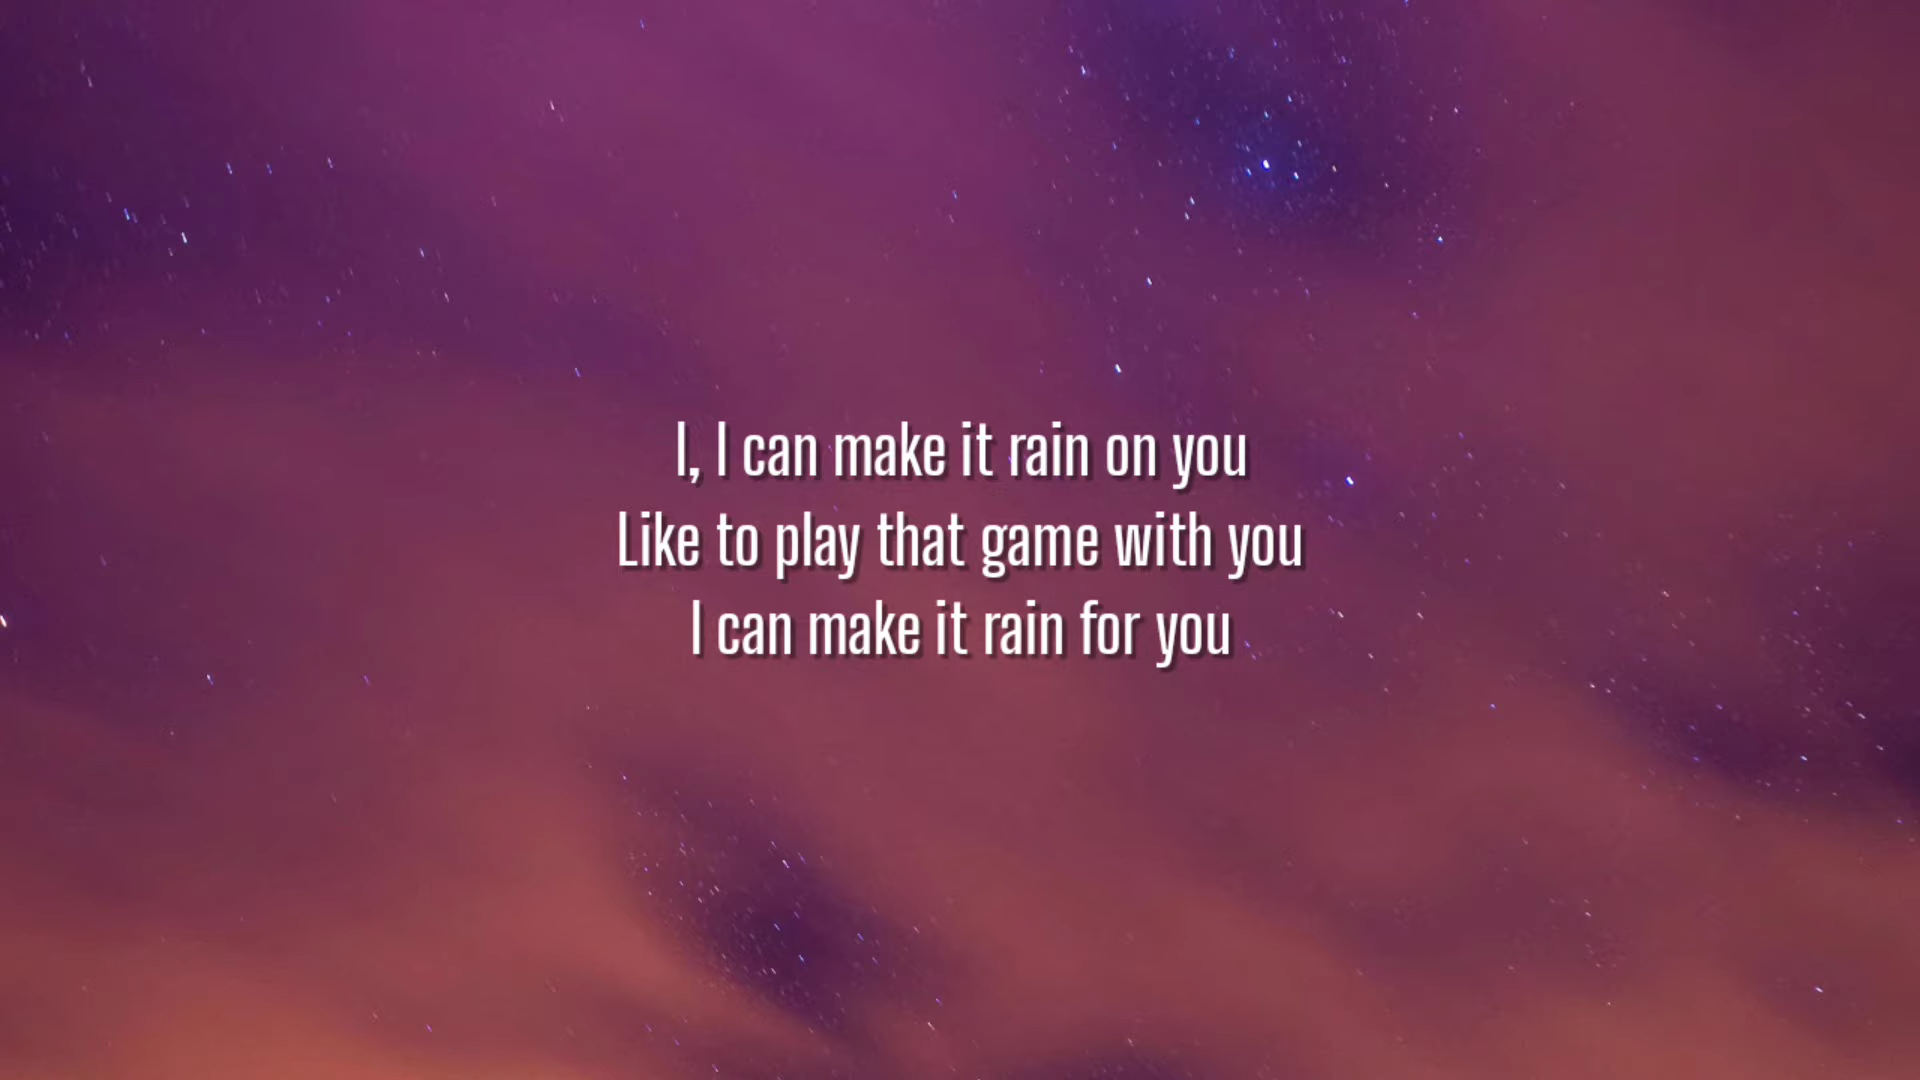 I, I can make it rain on you
Like to play that game with you
I can make it rain for you